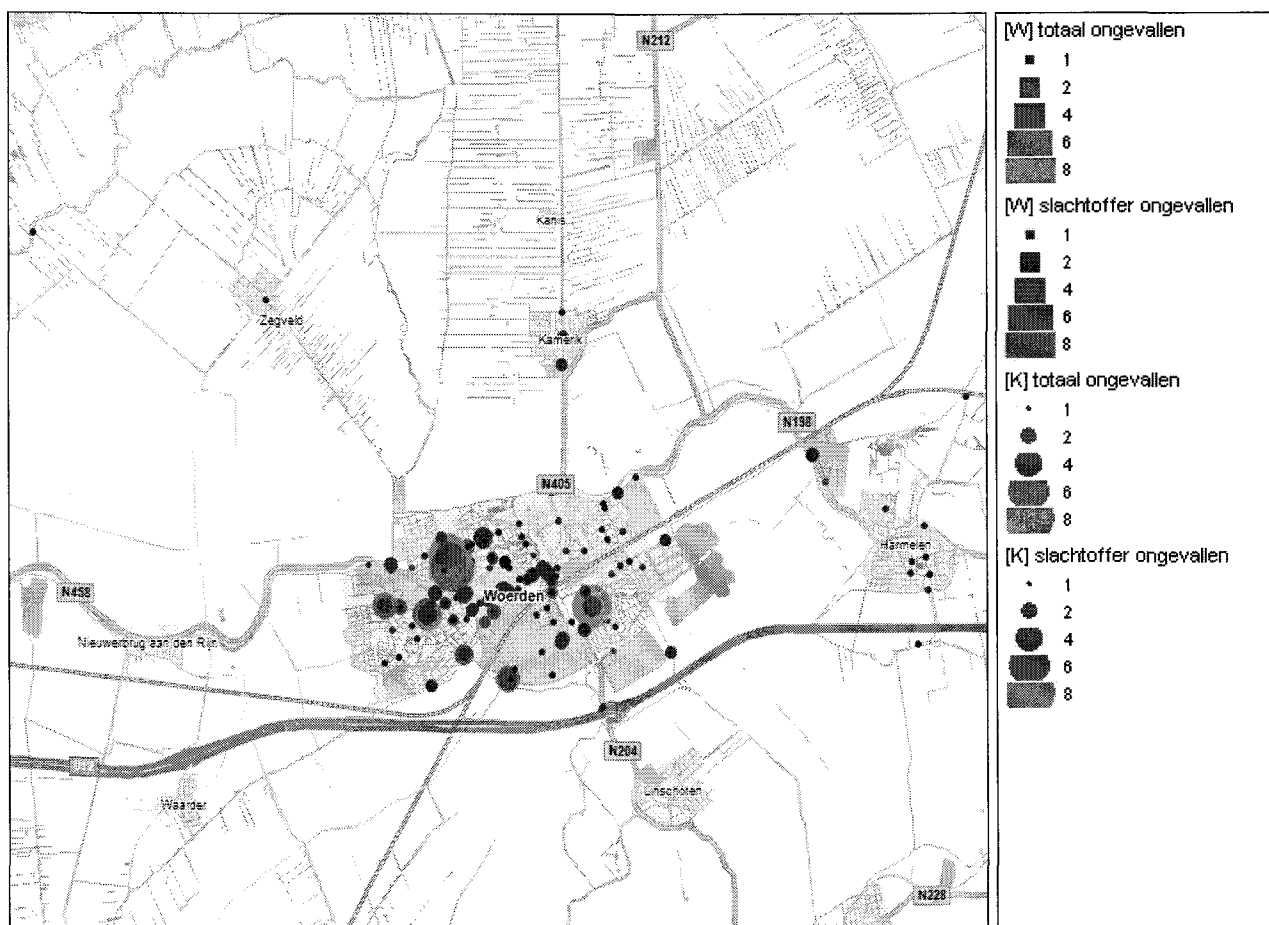 N212
Kanis
Zegveld
Kamerik
N198
N405
Harmelen
Woerden
N458
Nieuwerbrug aan den Rijn
N204
Waarder
Linschoten
N228
[W] totaal ongevallen
1
2
4
6
8
[W] slachtoffer ongevallen
1
2
4
6
8
[K] totaal ongevallen
1
2
4
6
8
[K] slachtoffer ongevallen
1
2
4
6
8